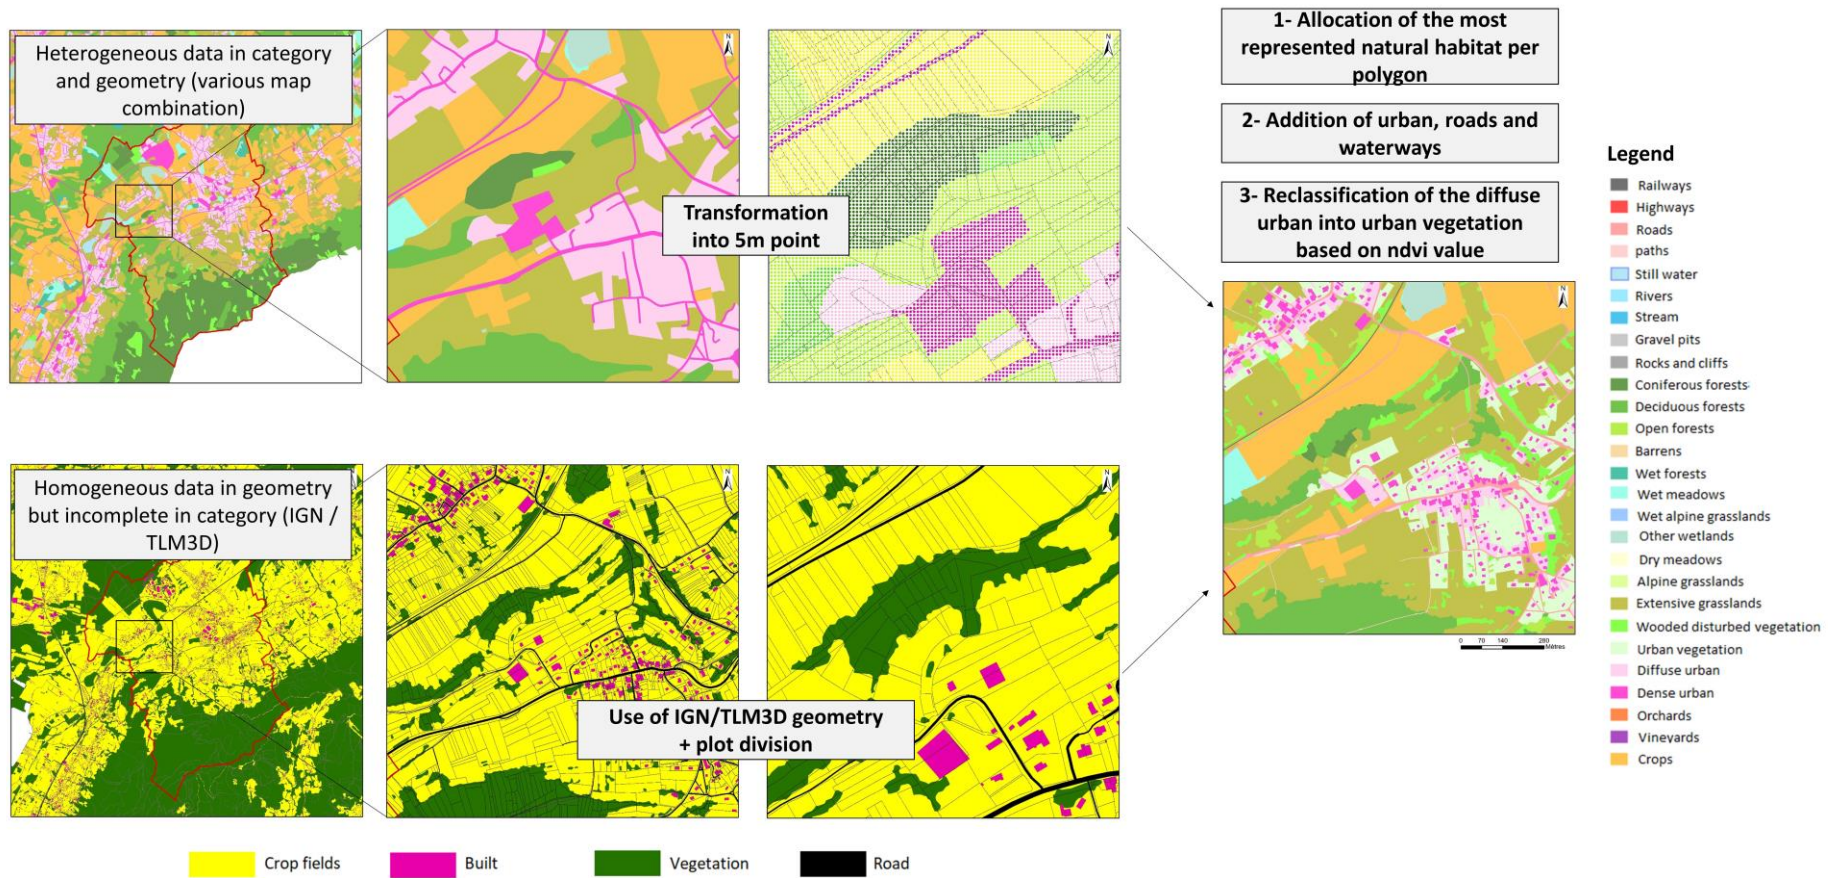 Heterogeneous data in category
and geometry (various map
combination)
N
N
Transformation
into 5m point
1- Allocation of the most
represented natural habitat per
polygon
2- Addition of urban, roads and
waterways
3- Reclassification of the diffuse
urban into urban vegetation
based on ndvi value
N
0 70 140 280
Mètres
Legend
Railways
Highways
Roads
paths
Still water
Rivers
Stream
Gravel pits
Rocks and cliffs
Coniferous forests
Deciduous forests
Open forests
Barrens
Wet forests
Wet meadows
Wet alpine grasslands
Other wetlands
Dry meadows
Alpine grasslands
Extensive grasslands
Wooded disturbed vegetation
Urban vegetation
Diffuse urban
Dense urban
Orchards
Vineyards
Crops
Homogeneous data in geometry
but incomplete in category (IGN /
TLM3D)
N
N
Use of IGN/TLM3D geometry
+ plot division
Crop fields
Built
Vegetation
Road